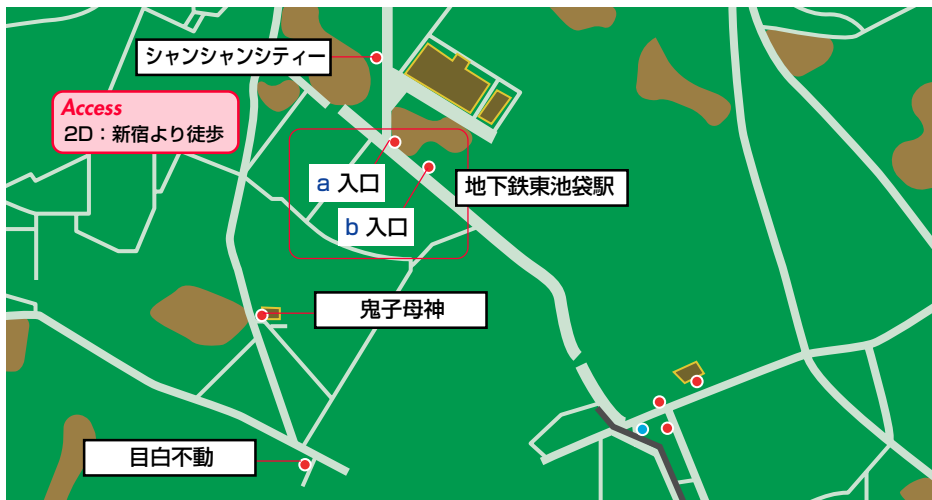 シャンシャンシティー
Access
2D：新宿より徒歩
a 入口
地下鉄東池袋駅
b 入口
鬼子母神
目白不動